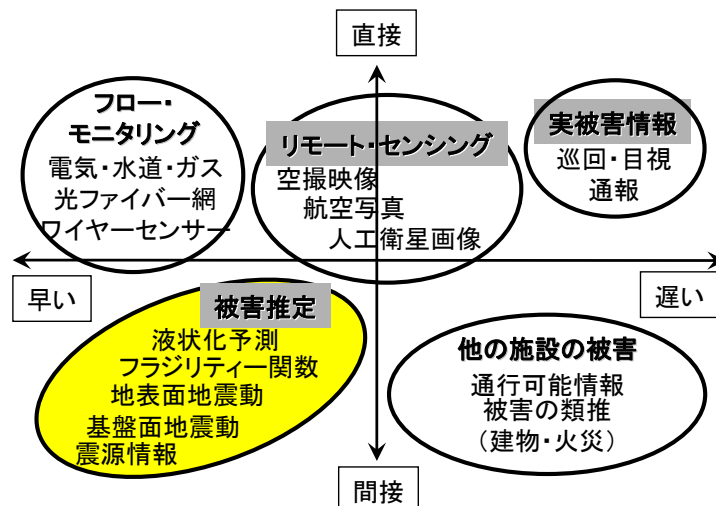 直接
フロー・
モニタリング
電気・水道・ガス
光ファイバー網
ワイヤーセンサー
リモート・センシング
空撮映像
航空写真
人工衛星画像
実被害情報
巡回・目視
通報
早い
遅い
被害推定
液状化予測
フラジリティー関数
地表面地震動
基盤面地震動
震源情報
他の施設の被害
通行可能情報
被害の類推
(建物・火災)
間接